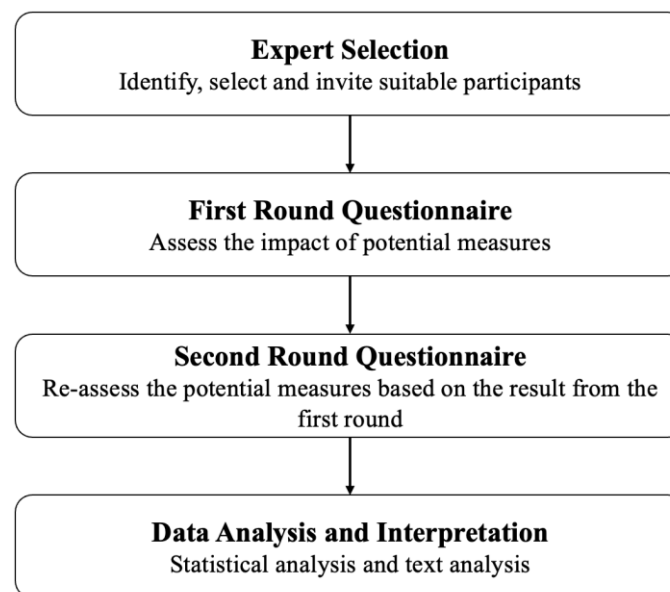 Expert Selection
Identify, select and invite suitable participants
First Round Questionnaire
Assess the impact of potential measures
Second Round Questionnaire
Re-assess the potential measures based on the result from the
first round
Data Analysis and Interpretation
Statistical analysis and text analysis